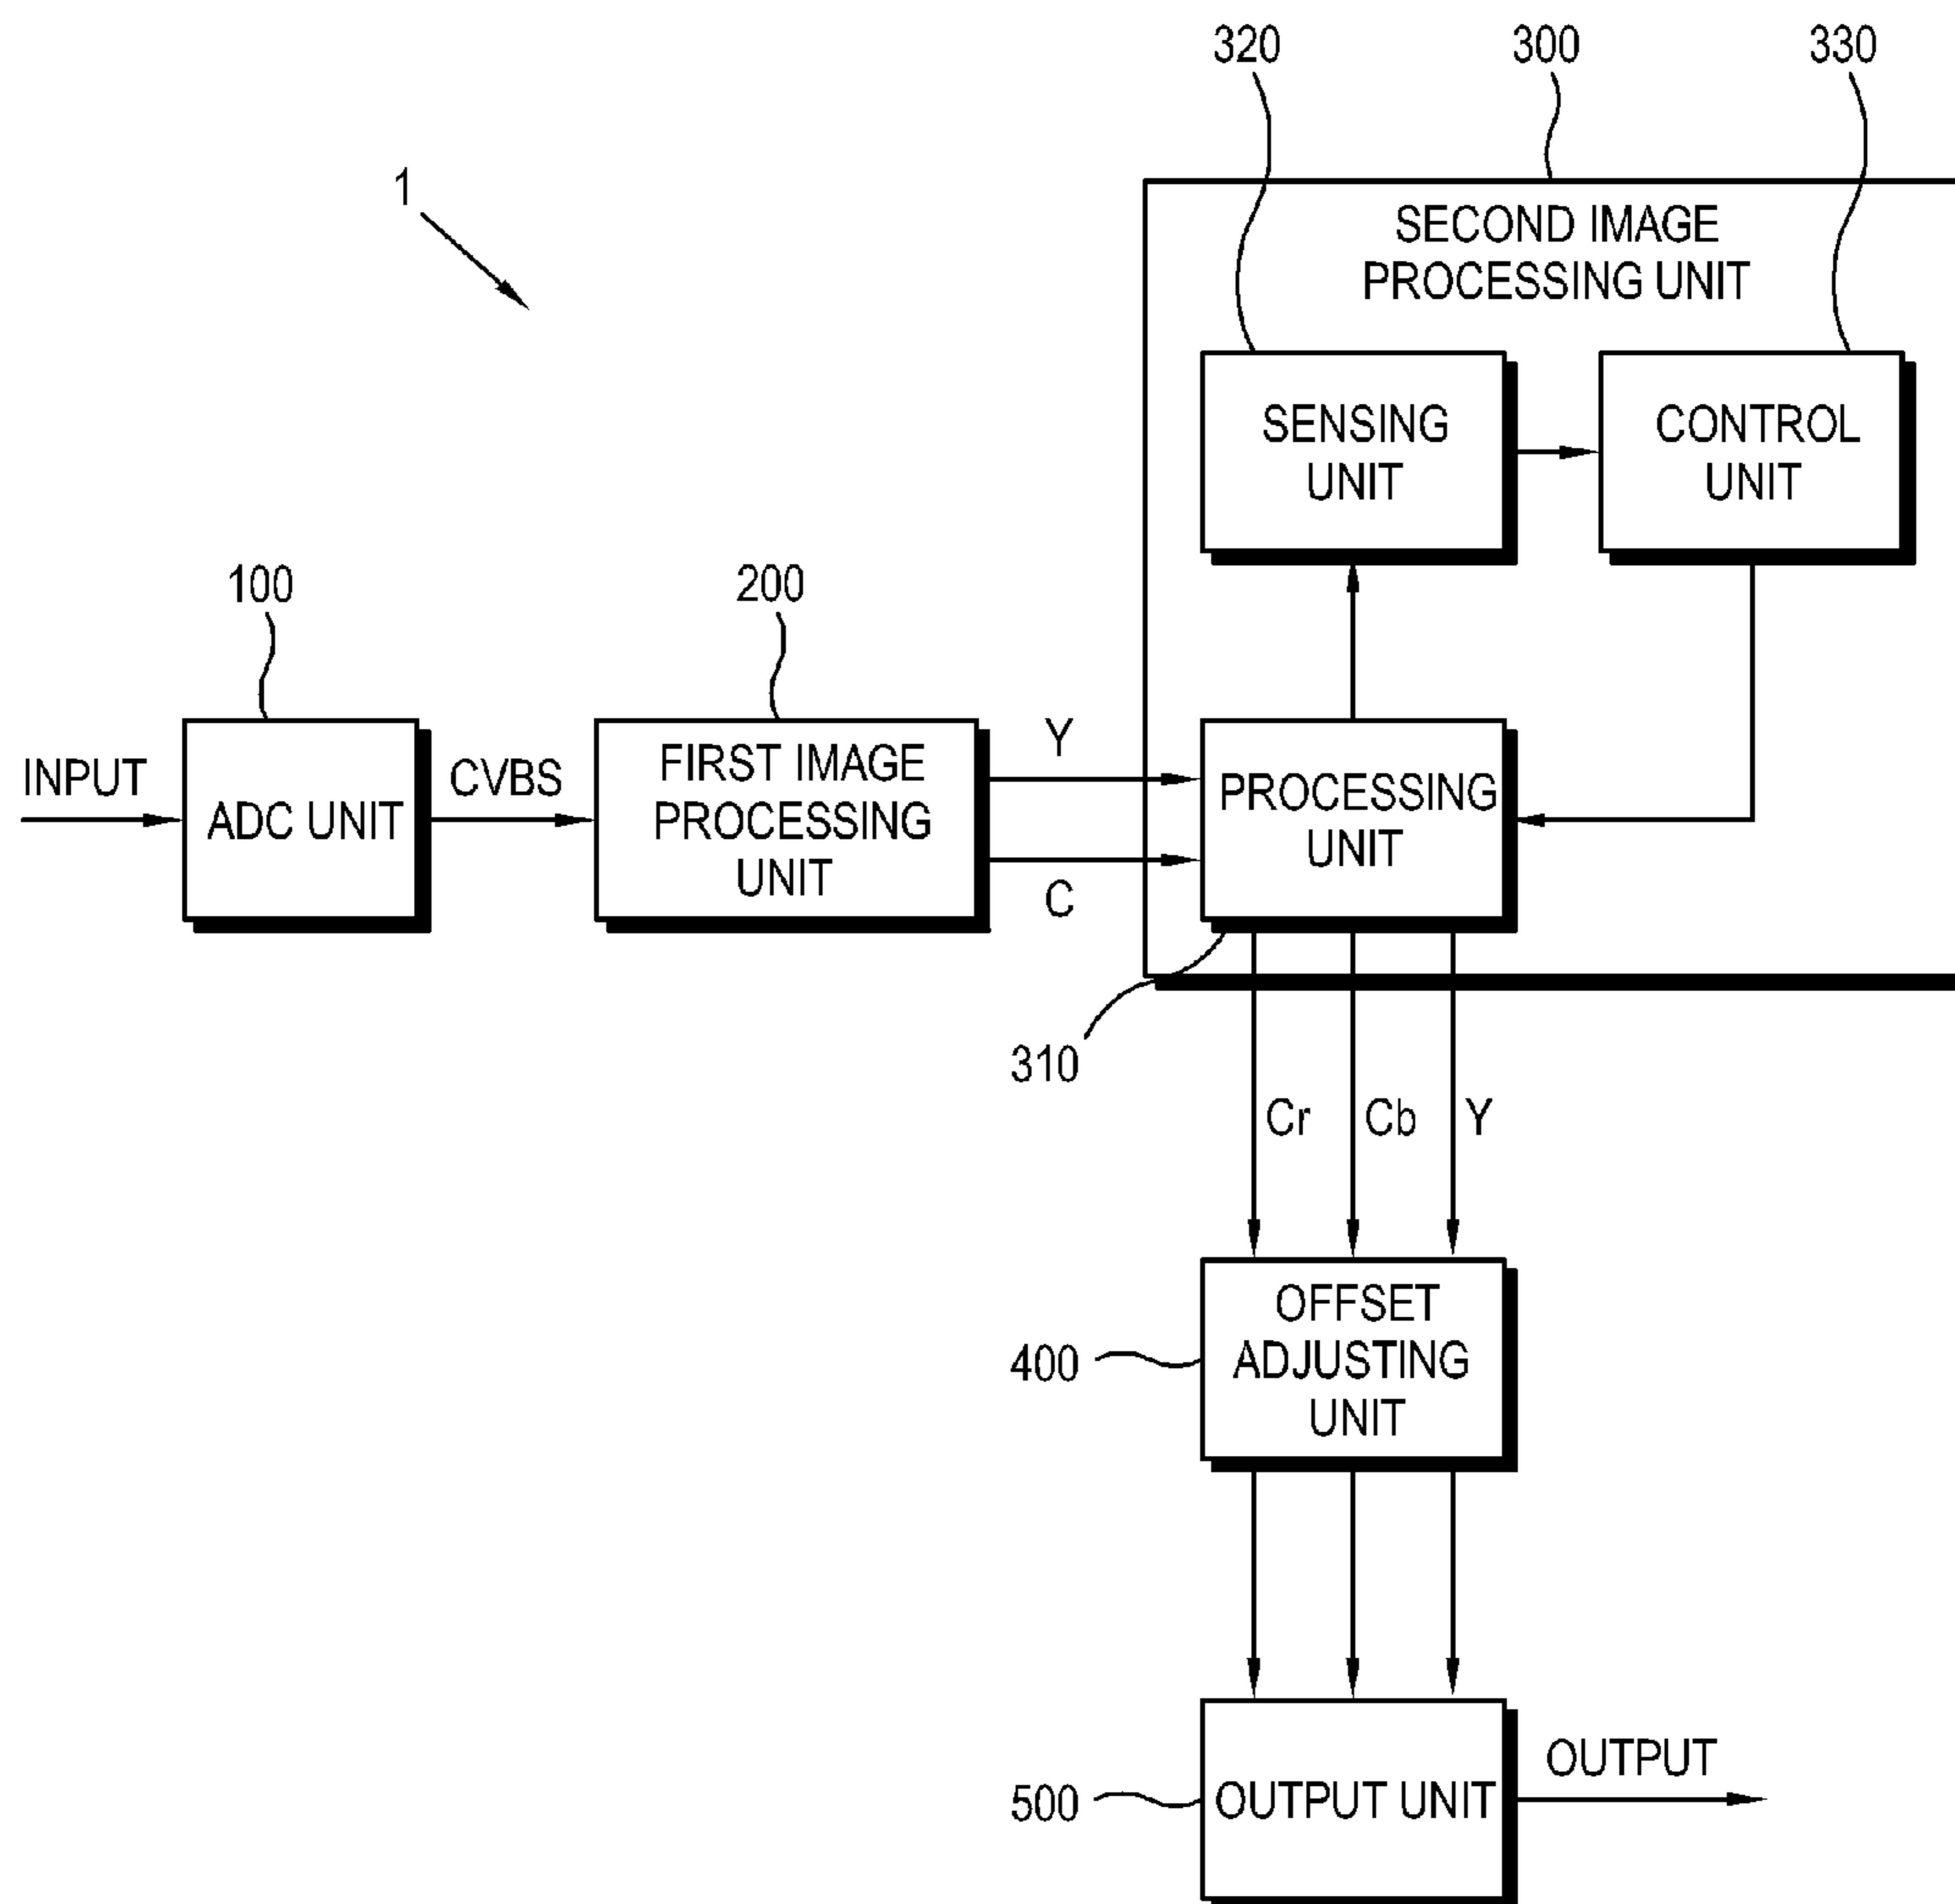 320
300
330
1
SECOND IMAGE
PROCESSING UNIT
SENSING
UNIT
CONTROL
UNIT
100
200
INPUT
ADC UNIT
CVBS
FIRST IMAGE
PROCESSING
UNIT
Y
C
PROCESSING
UNIT
310
Cr
Cb
Y
400
OFFSET
ADJUSTING
UNIT
500
OUTPUT UNIT
OUTPUT